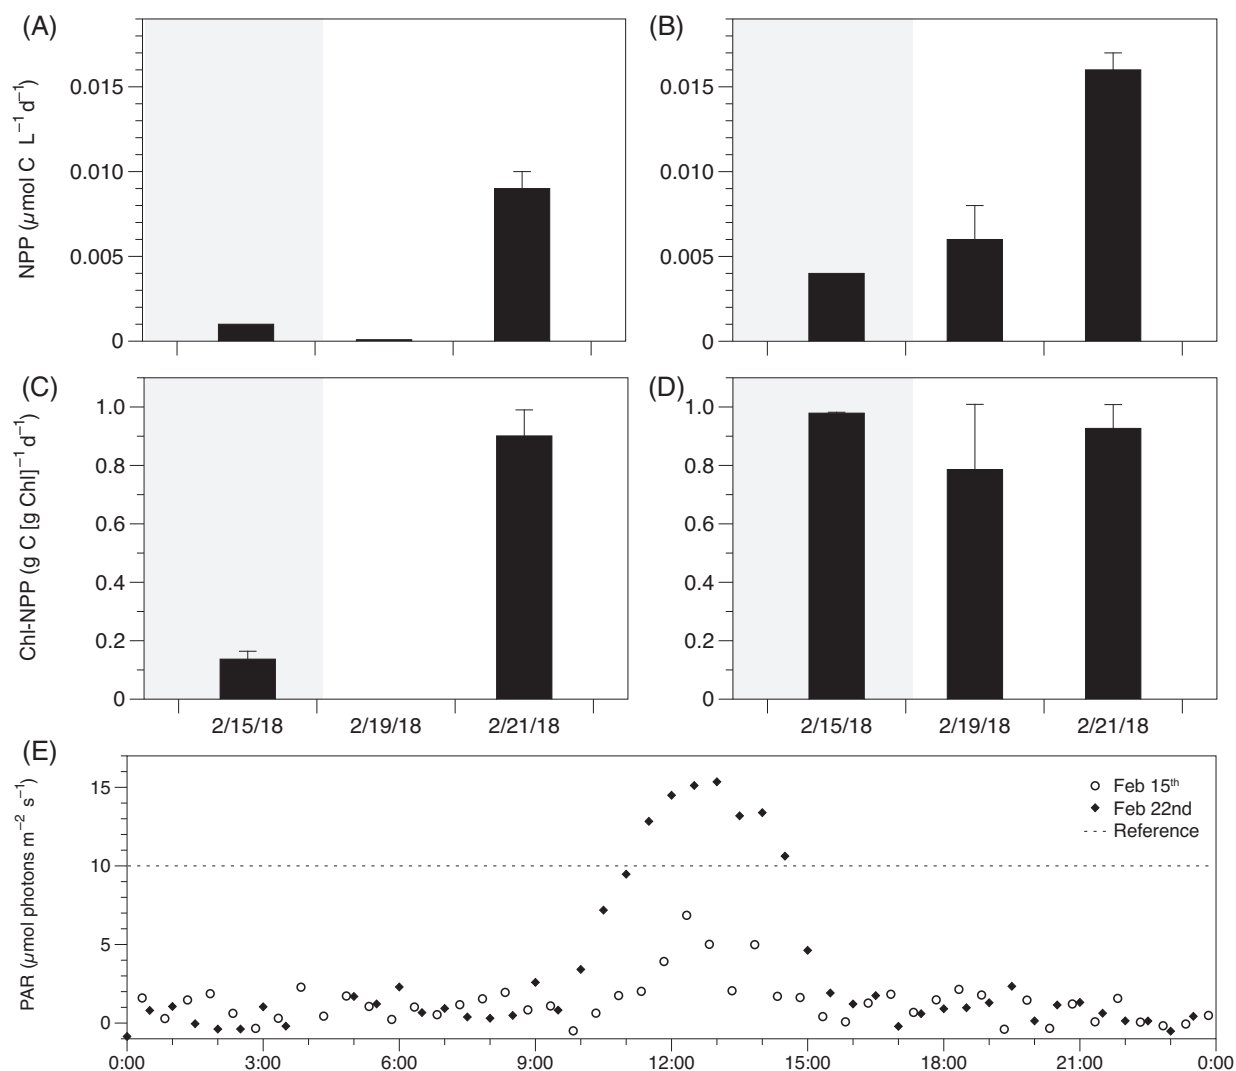 (A)
(B)
NPP (µmol C L⁻¹d⁻¹)
0.015
0.010
0.005
0
0.015
0.010
0.005
0
(C)
(D)
Chl-NPP (g C [g Chl]⁻¹d⁻¹)
1.0
0.8
0.6
0.4
0.2
0
1.0
0.8
0.6
0.4
0.2
0
2/15/18 2/19/18 2/21/18
2/15/18 2/19/18 2/21/18
(E)
PAR (µmol photons m⁻² s⁻¹)
15
10
5
0
Feb 15th
Feb 22nd
Reference
0:00 3:00 6:00 9:00 12:00 15:00 18:00 21:00 0:00